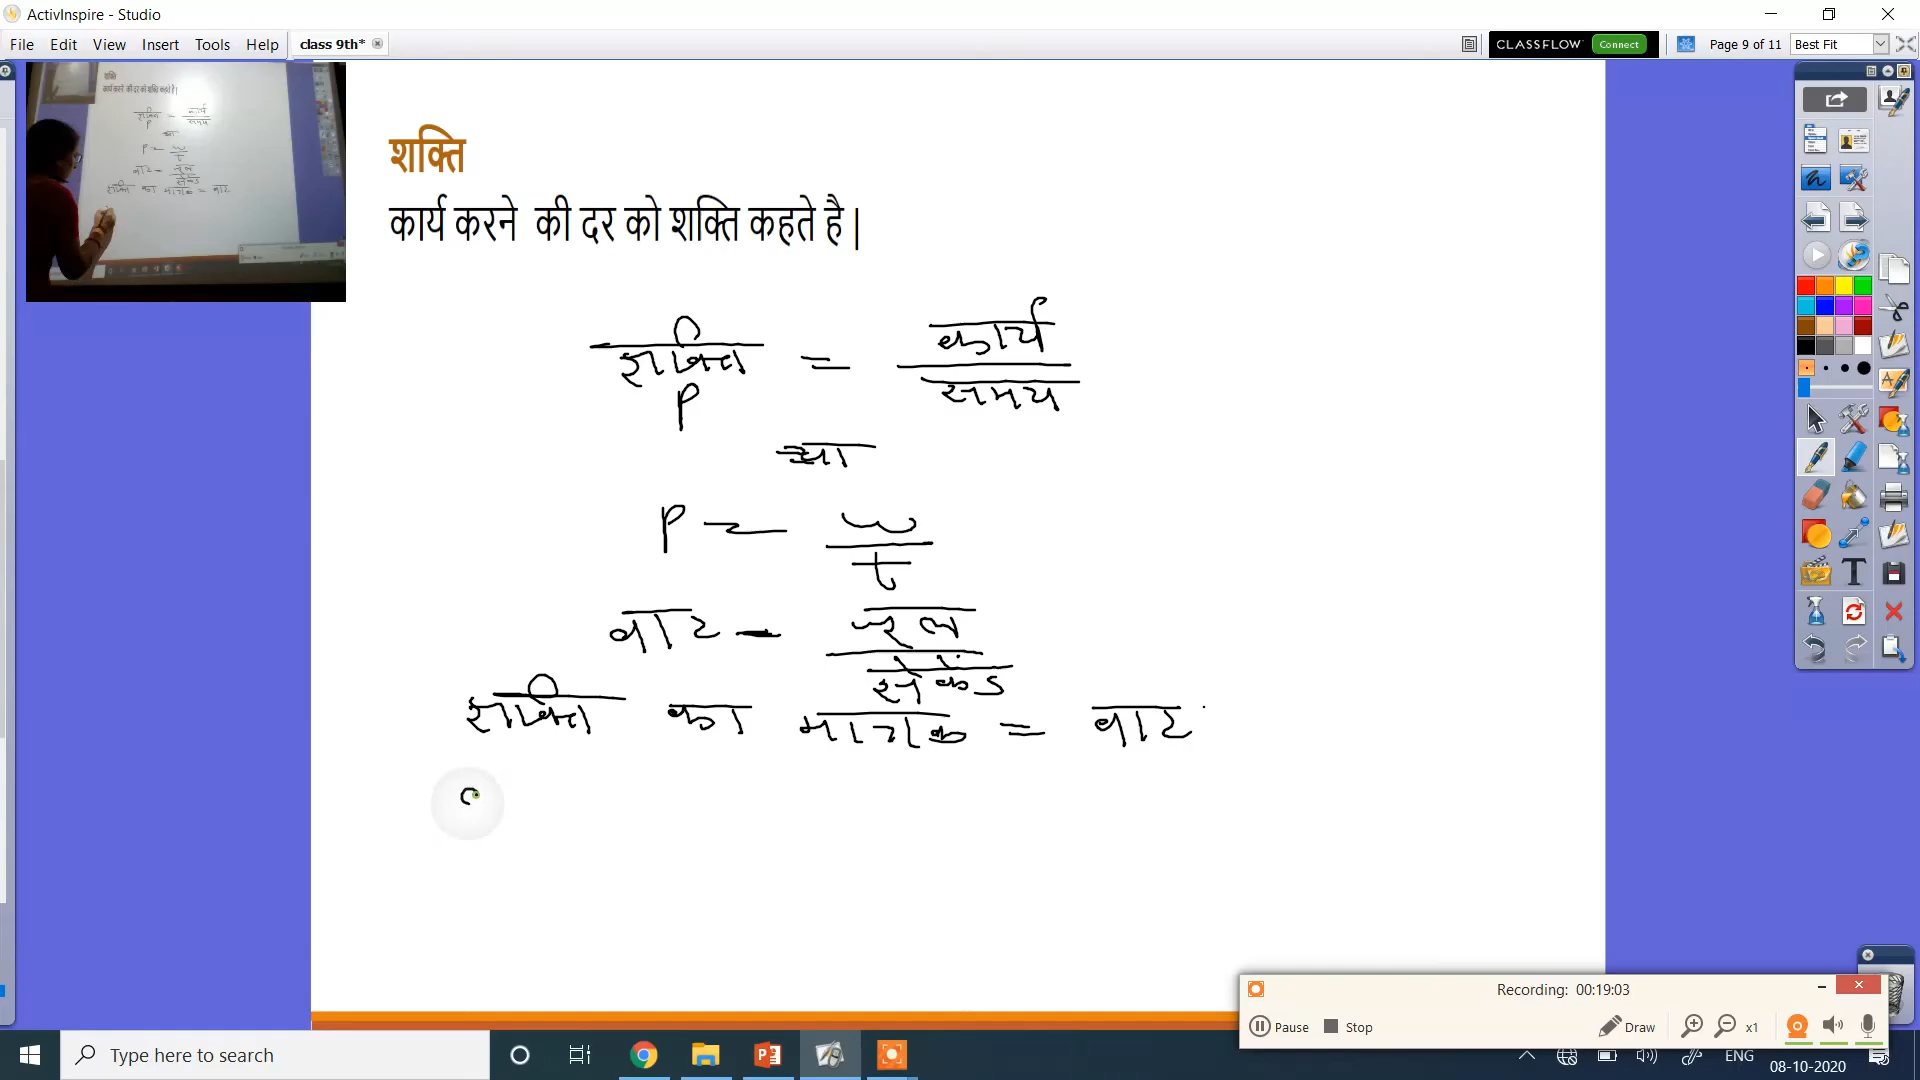 ActivInspire - Studio
File Edit View Insert Tools Help class 9th*
CLASSFLOW Connect Page 9 of 11 Best Fit
शक्ति
कार्य करने की दर को शक्ति कहते है |
शक्ति = कार्य
समय
P
या
P = w
t
वाट = जूल
सेकंड
शक्ति का मात्रक = वाट
Recording: 00:19:03
Pause Stop Draw x1
Type here to search
ENG
08-10-2020